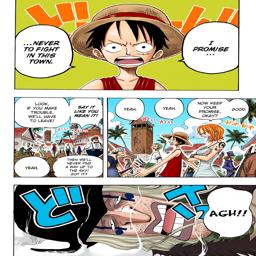 ...NEVER
TO FIGHT
IN THIS
TOWN.
I
PROMISE...
LOOK,
IF YOU MAKE
TROUBLE,
WE'LL HAVE
TO LEAVE!
SAY IT
LIKE YOU
MEAN IT!
YEAH.
THEN WE'LL
NEVER FIND
A WAY UP
TO THE SKY!
GOT IT?
YEAH.
YEAH.
NOW KEEP
YOUR
PROMISE,
OKAY?
GOOD!
AGH!!
ど